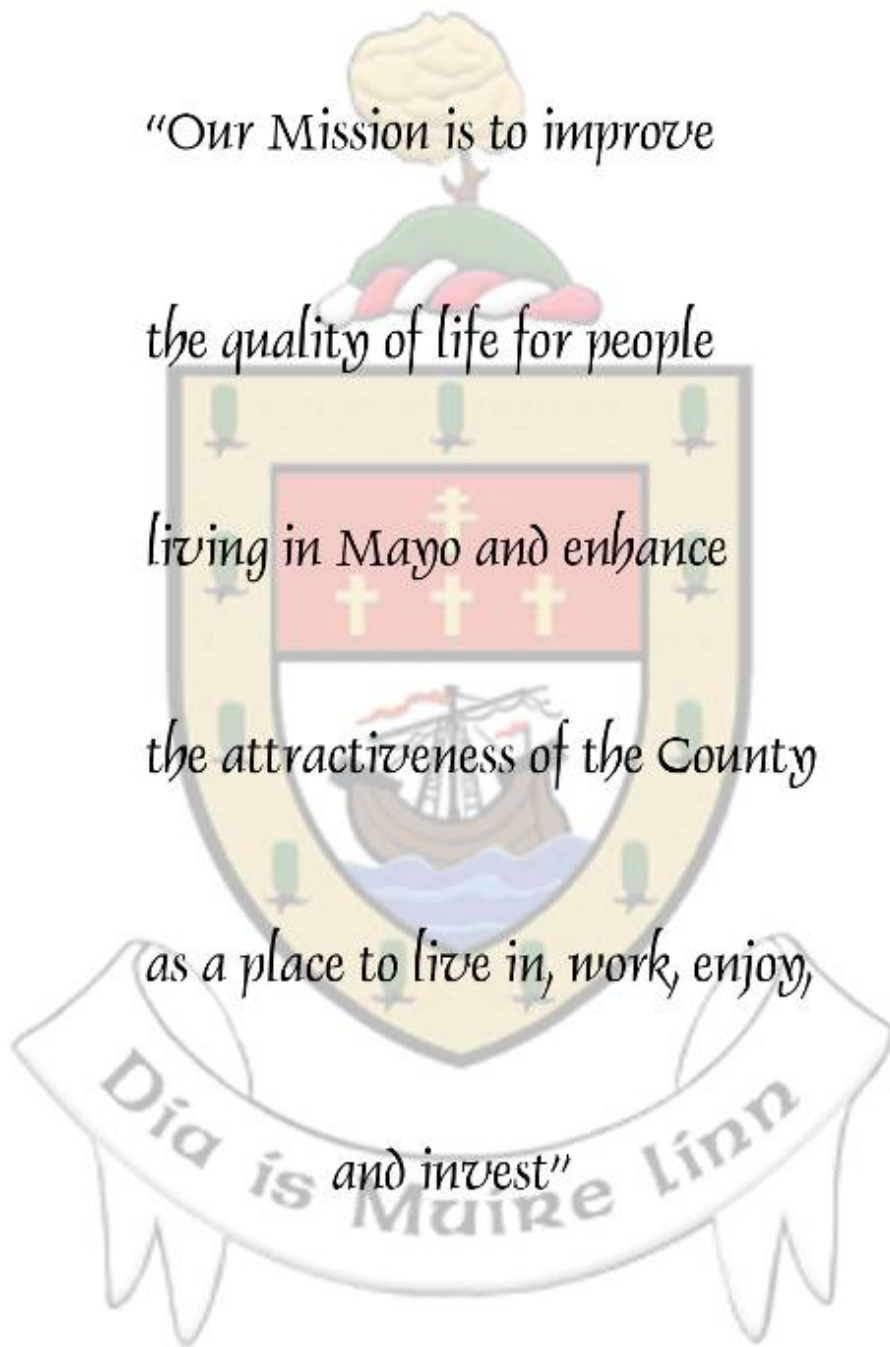 “Our Mission is to improve
the quality of life for people
living in Mayo and enhance
the attractiveness of the County
as a place to live in, work, enjoy,
and invest”
Dia is Muire linn